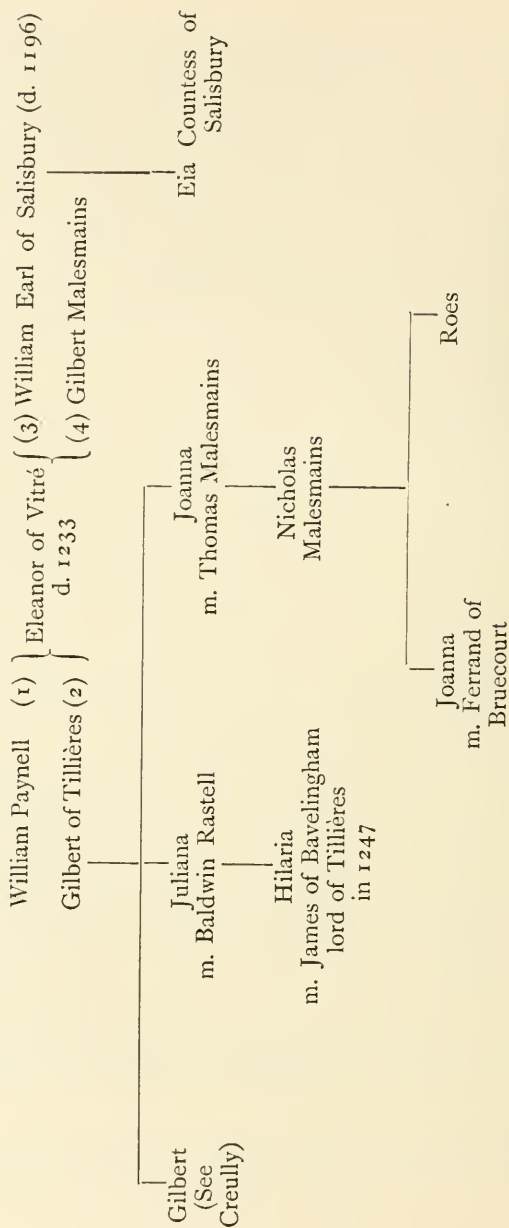 William Paynell (1) } Eleanor of Vitré { (3) William Earl of Salisbury (d. 1196)
Gilbert of Tillières (2) } d. 1233 { (4) Gilbert Malesmains
Gilbert
(See
Creully)
Juliana
m. Baldwin Rastell
Joanna
m. Thomas Malesmains
Eia Countess of
Salisbury
Hilaria
m. James of Bavelingham
lord of Tillières
in 1247
Nicholas
Malesmains
Joanna
m. Ferrand of
Bruecourt
Roes